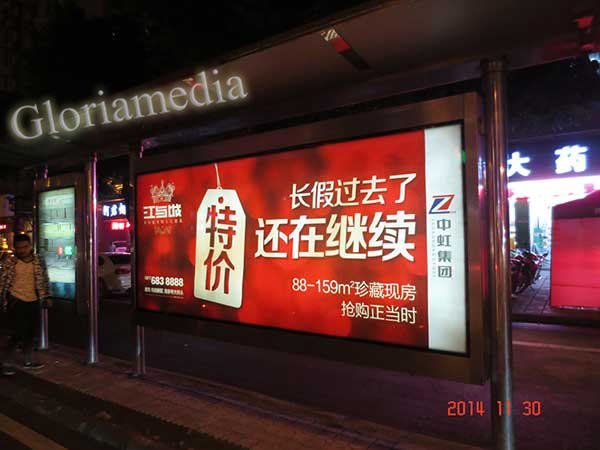 Gloriamedia
江与城
特价
683 8888
长假过去了
还在继续
88-159m²珍藏现房
抢购正当时
中虹集团
大药
2014 11 30